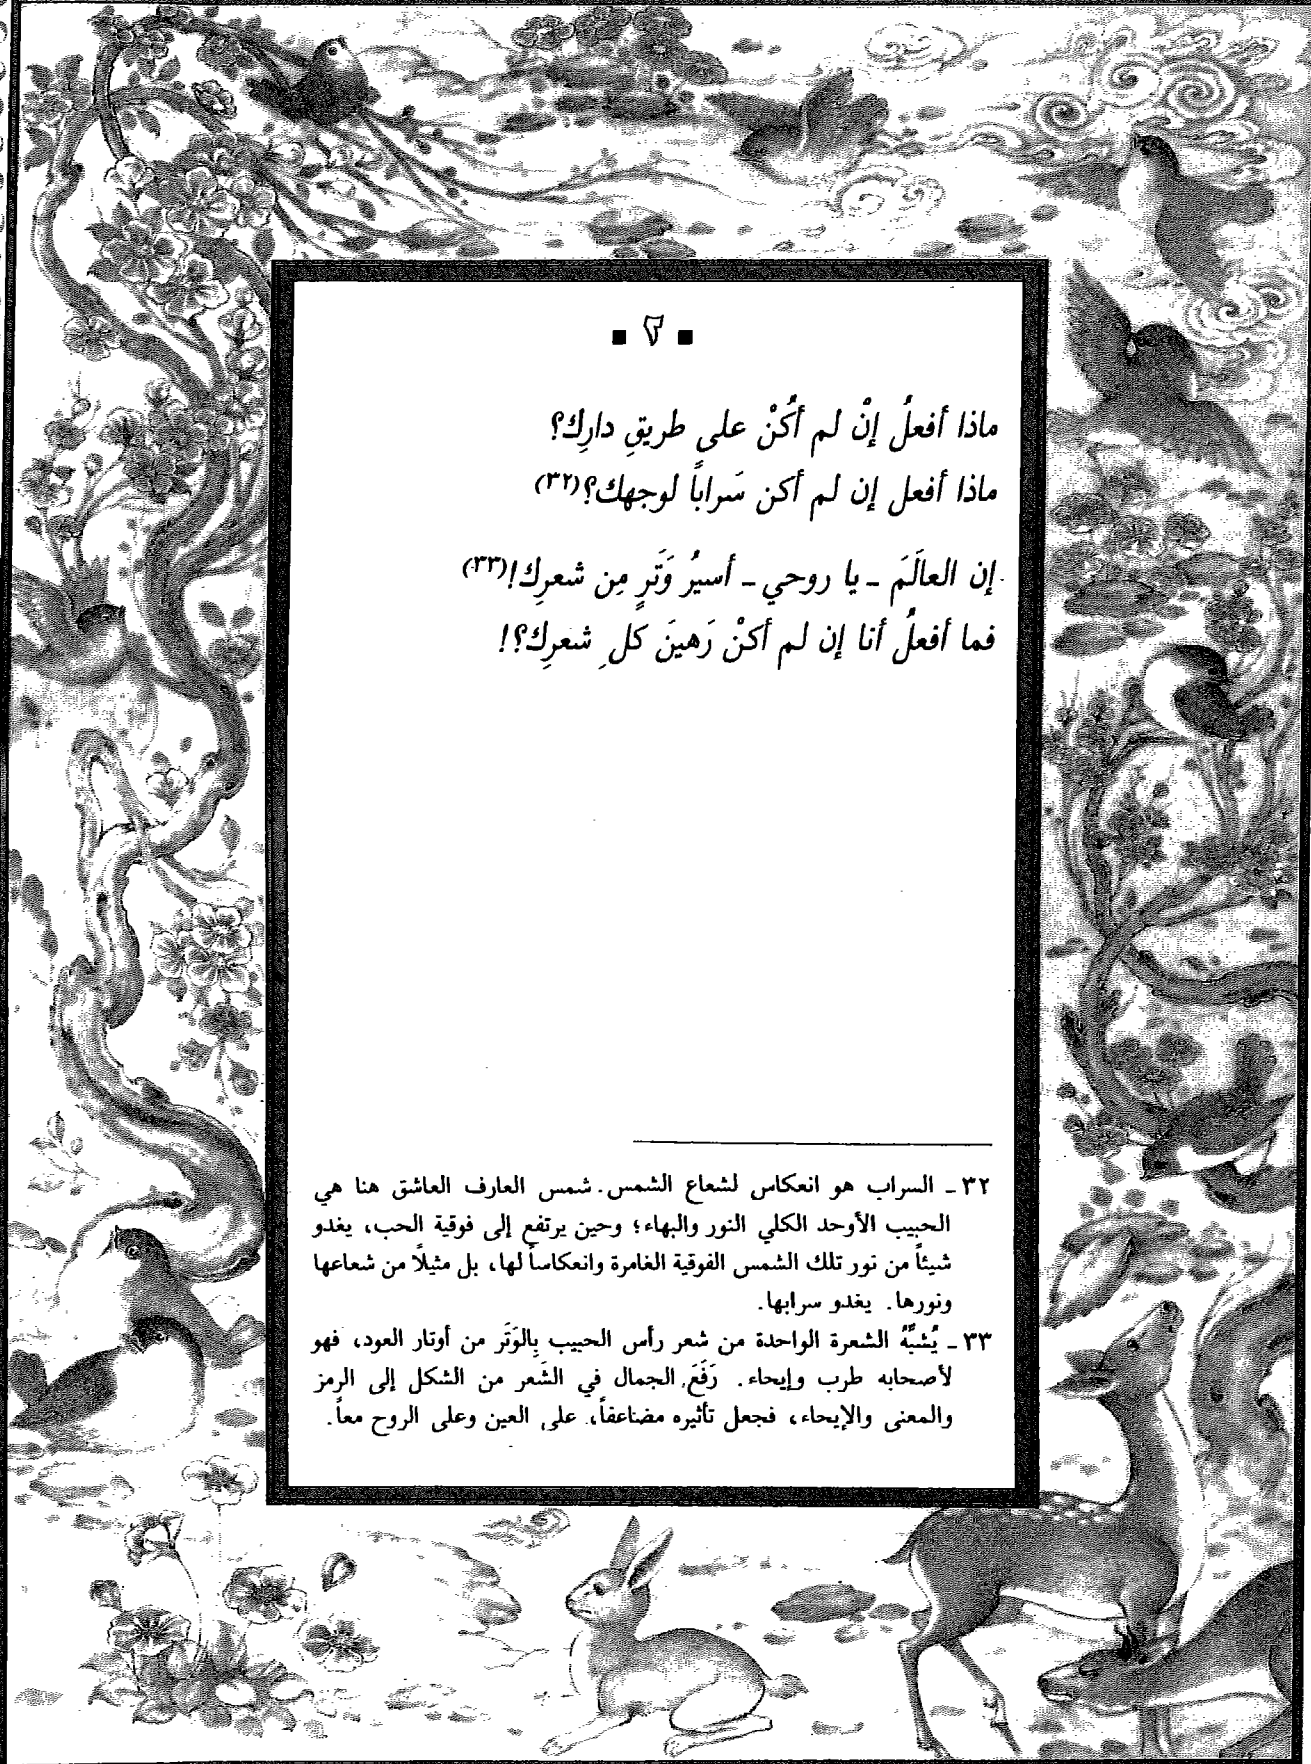 ▪ ٢ ▪
ماذا أفعلُ إنْ لم أكُنْ على طريقِ دارِك؟
ماذا أفعل إن لم أكن سَراباً لوجهك؟(٣٢)
إن العالَمَ ـ يا روحي ـ أسيرُ وَتَرٍ مِن شعرِك!(٣٣)
فما أفعلُ أنا إن لم أكنْ رَهينَ كلِ شعرِك؟!
٣٢ ـ السراب هو انعكاس لشعاع الشمس. شمس العارف العاشق هنا هي
الحبيب الأوحد الكلي النور والبهاء؛ وحين يرتفع إلى فوقية الحب، يغدو
شيئاً من نور تلك الشمس الفوقية الغامرة وانعكاساً لها، بل مثيلاً من شعاعها
ونورها. يغدو سرابها.
٣٣ ـ يُشبِّهُ الشعرة الواحدة من شعر رأس الحبيب بِالوَتَر من أوتار العود، فهو
لأصحابه طرب وإيحاء. رَفَعَ الجمال في الشَعر من الشكل إلى الرمز
والمعنى والإيحاء، فجعل تأثيره مضاعفاً، على العين وعلى الروح معاً.